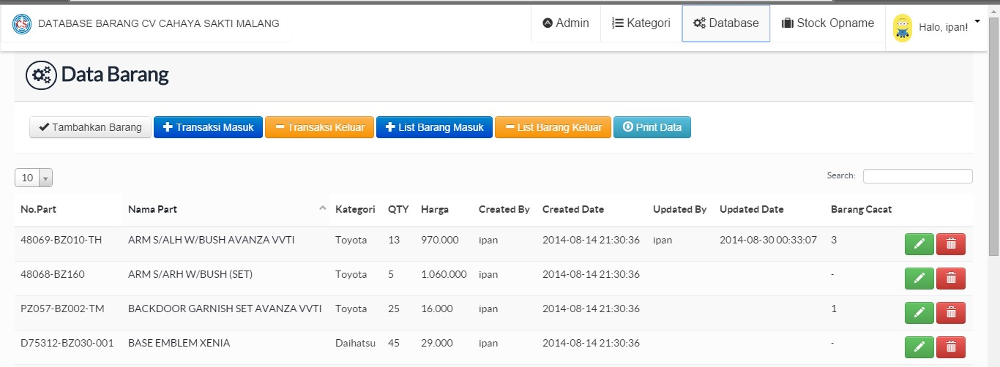 CS DATABASE BARANG CV CAHAYA SAKTI MALANG Admin Kategori Database Stock Opname Halo, ipan!
Data Barang
Tambahkan Barang Transaksi Masuk Transaksi Keluar List Barang Masuk List Barang Keluar Print Data
10 Search:
No.Part Nama Part Kategori QTY Harga Created By Created Date Updated By Updated Date Barang Cacat
48069-BZ010-TH ARM S/ALH W/BUSH AVANZA VVTI Toyota 13 970.000 ipan 2014-08-14 21:30:36 ipan 2014-08-30 00:33:07 3
48068-BZ160 ARM S/ARH W/BUSH (SET) Toyota 5 1.060.000 ipan 2014-08-14 21:30:36 -
PZ057-BZ002-TM BACKDOOR GARNISH SET AVANZA VVTI Toyota 25 16.000 ipan 2014-08-14 21:30:36 1
D75312-BZ030-001 BASE EMBLEM XENIA Daihatsu 45 29.000 ipan 2014-08-14 21:30:36 -